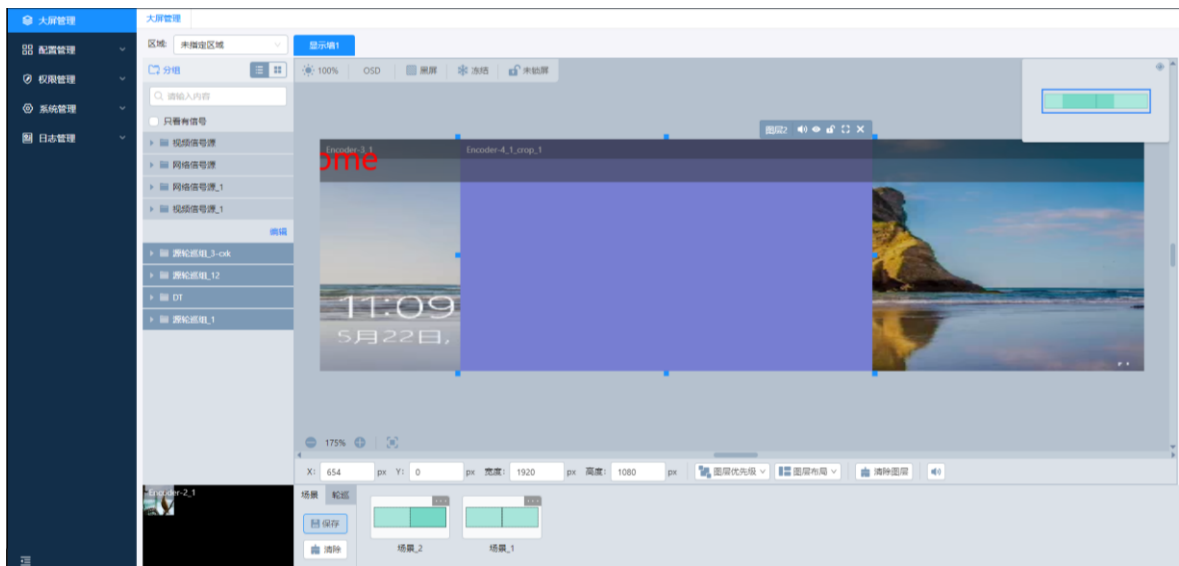 大屏管理
配置管理
权限管理
系统管理
日志管理
大屏管理
区域: 未指定区域
分组
请输入内容
只看有信号
视频信号源
网络信号源
网络信号源_1
视频信号源_1
编辑
源轮巡组_3-cxk
源轮巡组_12
DT
源轮巡组_1
Encoder-2_1
显示墙1
100% OSD 黑屏 冻结 未锁屏
图层2
Encoder-3_1
ome
Encoder-4_1_crop_1
11:09
5月22日,
175%
X: 654 px Y: 0 px 宽度: 1920 px 高度: 1080 px 图层优先级 图层布局 清除图层
场景 轮巡
保存
清除
场景_2
场景_1